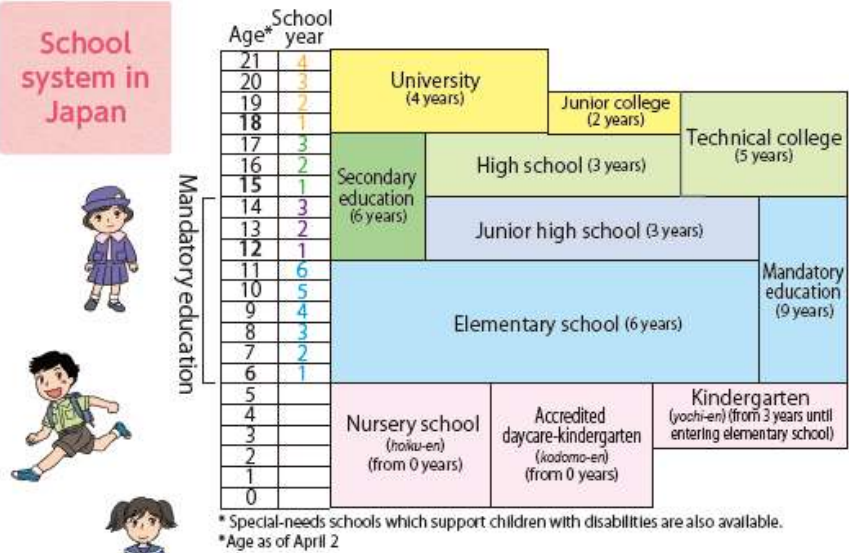 School
system in
Japan
Age*
School
year
21 4
20 3
19 2
18 1
17 3
16 2
15 1
14 3
13 2
12 1
11 6
10 5
9 4
8 3
7 2
6 1
5
4
3
2
1
0
Mandatory education
University
(4 years)
Junior college
(2 years)
Technical college
(5 years)
Secondary
education
(6 years)
High school (3 years)
Junior high school (3 years)
Mandatory
education
(9 years)
Elementary school (6 years)
Nursery school
(hoiku-en)
(from 0 years)
Accredited
daycare-kindergarten
(kodomo-en)
(from 0 years)
Kindergarten
(yochi-en) (from 3 years until
entering elementary school)
* Special-needs schools which support children with disabilities are also available.
*Age as of April 2